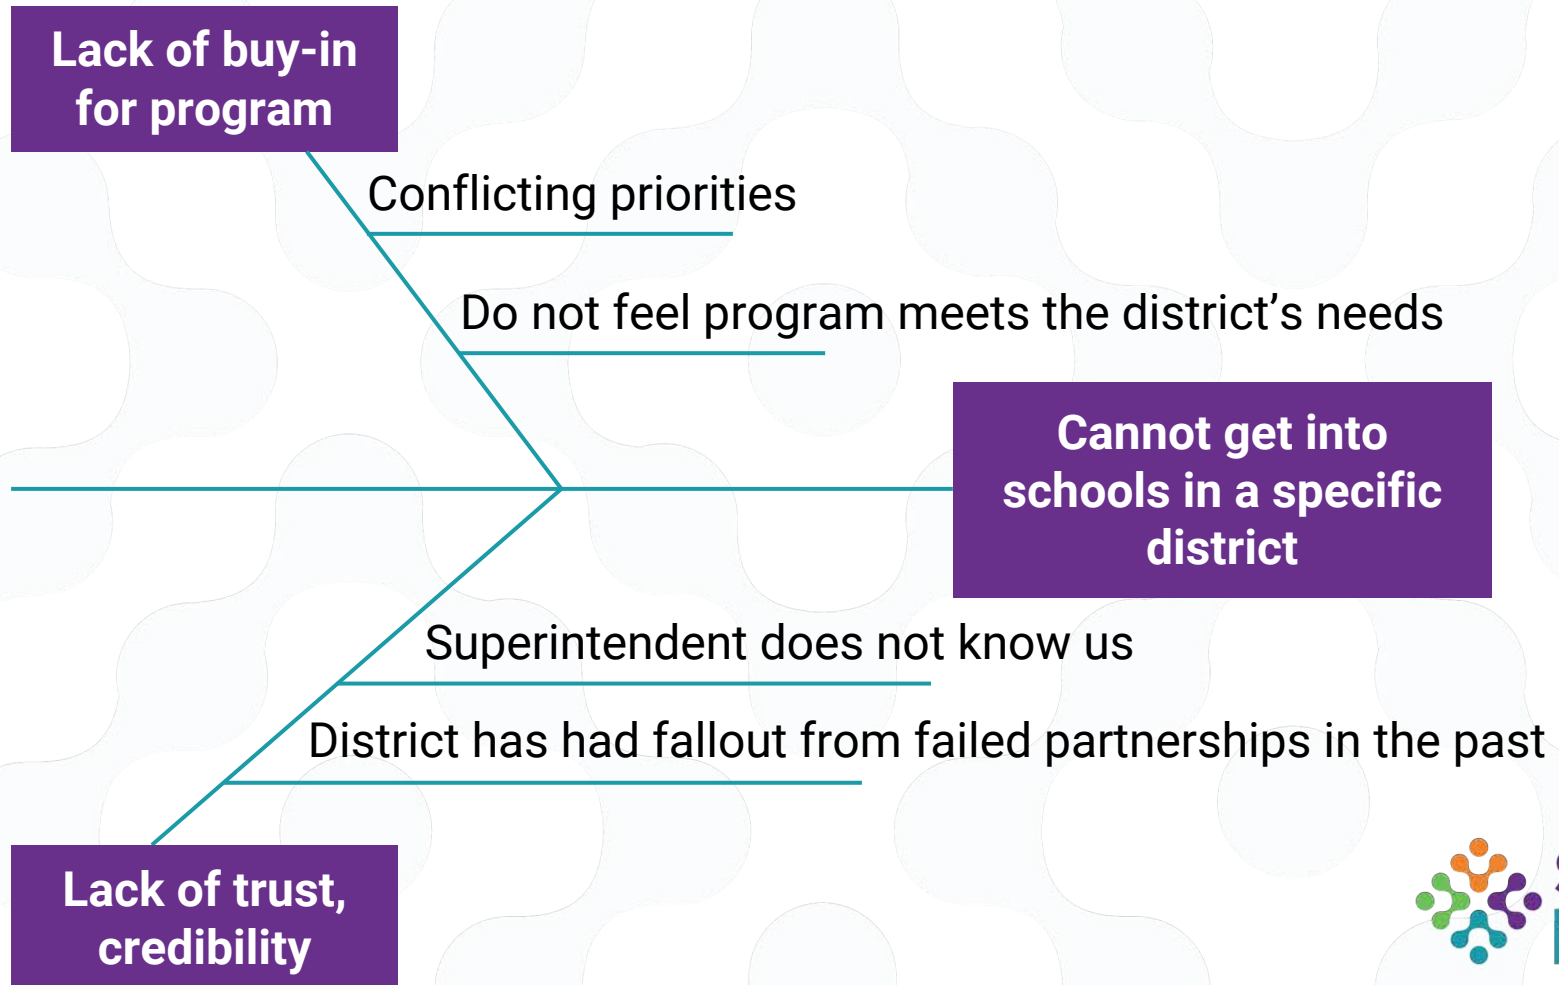 Lack of buy-in
for program
Conflicting priorities
Do not feel program meets the district’s needs
Cannot get into
schools in a specific
district
Superintendent does not know us
District has had fallout from failed partnerships in the past
Lack of trust,
credibility